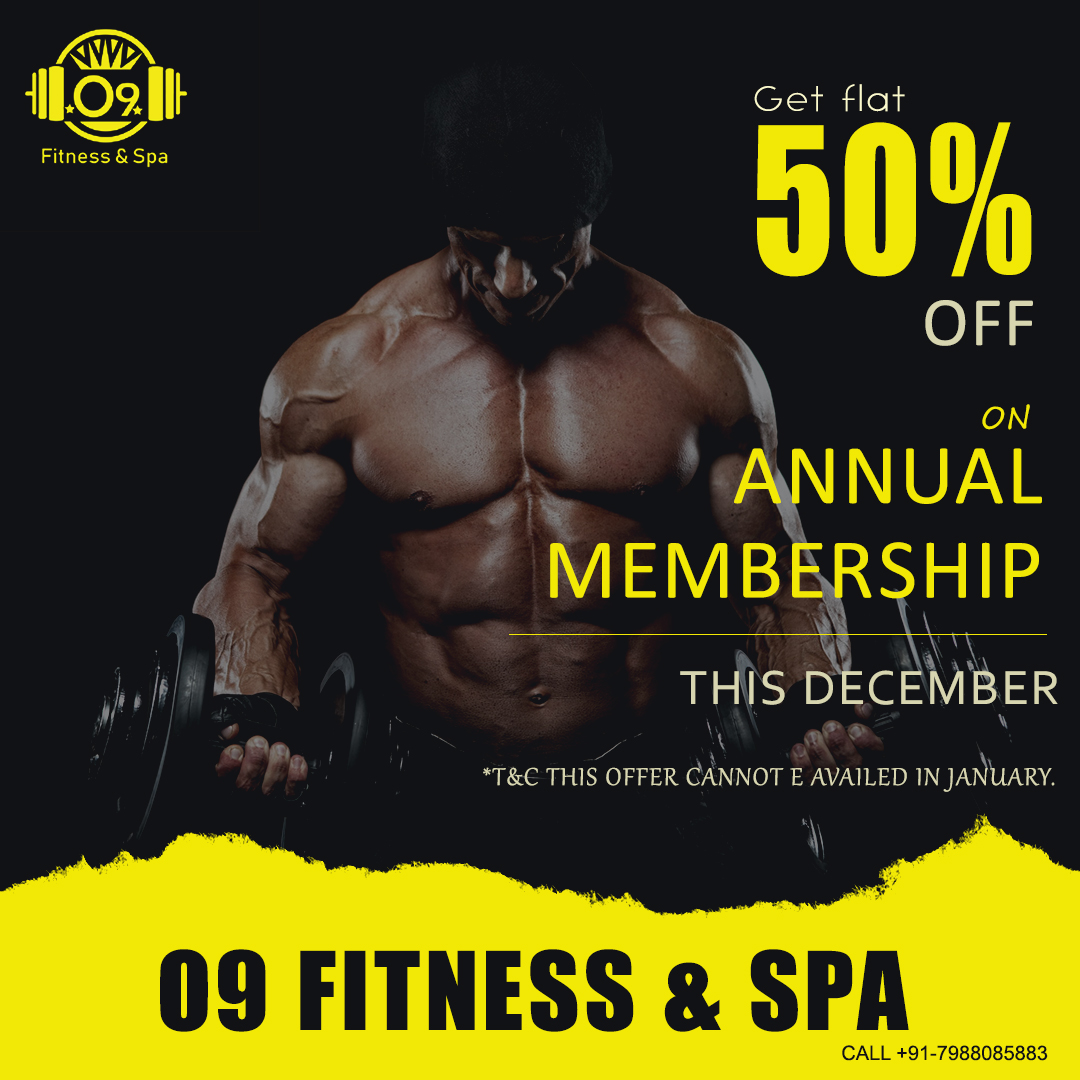 09
Fitness & Spa
Get flat
50%
OFF
ON
ANNUAL
MEMBERSHIP
THIS DECEMBER
*T&C THIS OFFER CANNOT E AVAILED IN JANUARY.
09 FITNESS & SPA
CALL +91-7988085883